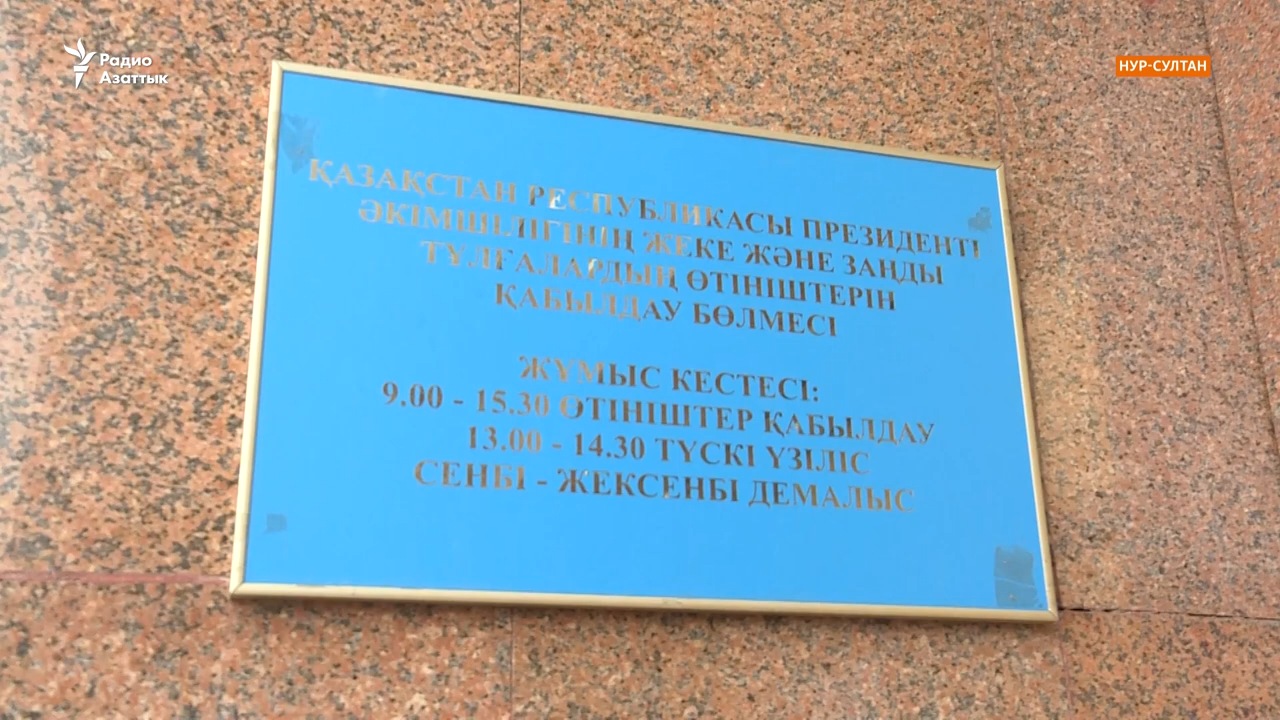 Радио
Азаттык
НУР-СУЛТАН
ҚАЗАҚСТАН РЕСПУБЛИКАСЫ ПРЕЗИДЕНТІ
ӘКІМШІЛІГІНІҢ ЖЕКЕ ЖӘНЕ ЗАҢДЫ
ТҰЛҒАЛАРДЫҢ ӨТІНІШТЕРІН
ҚАБЫЛДАУ БӨЛМЕСІ
ЖҰМЫС КЕСТЕСІ:
9.00 - 15.30 ӨТІНІШТЕР ҚАБЫЛДАУ
13.00 - 14.30 ТҮСКІ ҮЗІЛІС
СЕНБІ - ЖЕКСЕНБІ ДЕМАЛЫС